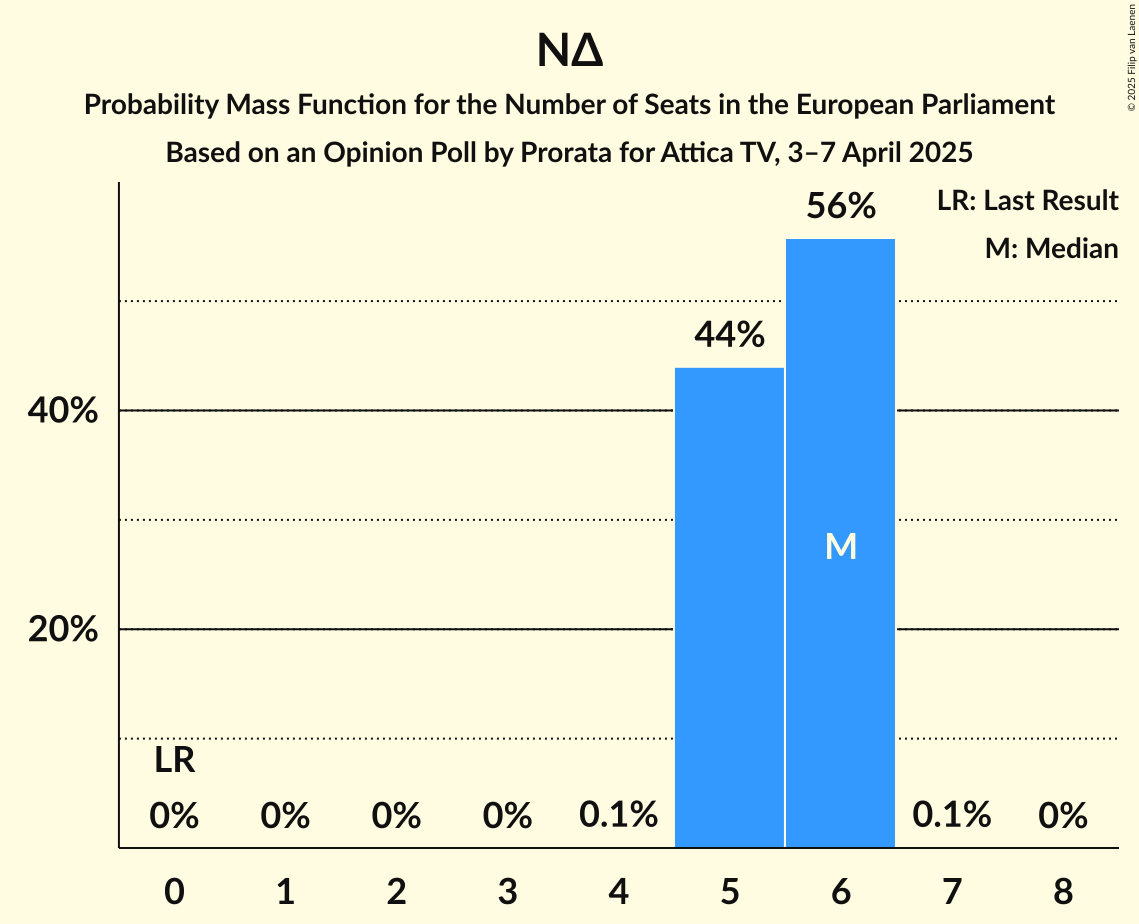 ΝΔ
Probability Mass Function for the Number of Seats in the European Parliament
Based on an Opinion Poll by Prorata for Attica TV, 3–7 April 2025
© 2025 Filip van Laenen
LR: Last Result
M: Median
56%
44%
40%
M
20%
LR
0% 0% 0% 0% 0.1% 0.1% 0%
0 1 2 3 4 5 6 7 8